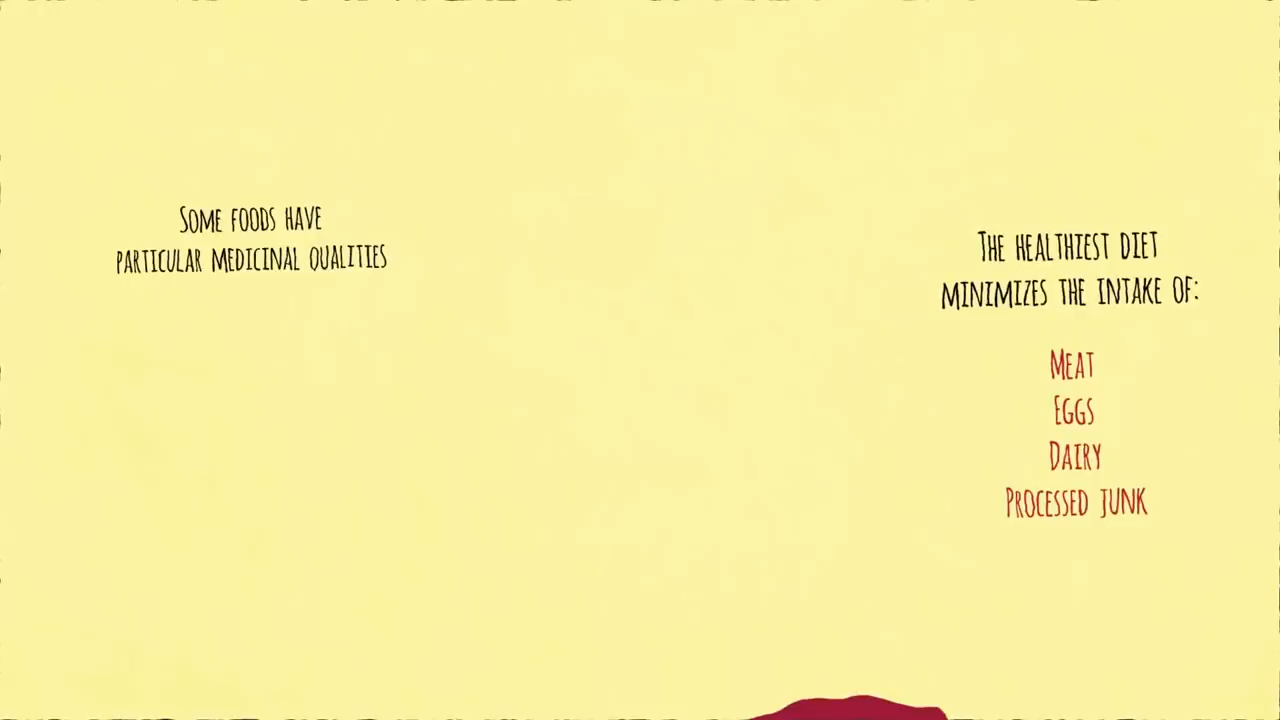 Some foods have
particular medicinal qualities
The healthiest diet
minimizes the intake of:
Meat
Eggs
Dairy
Processed junk